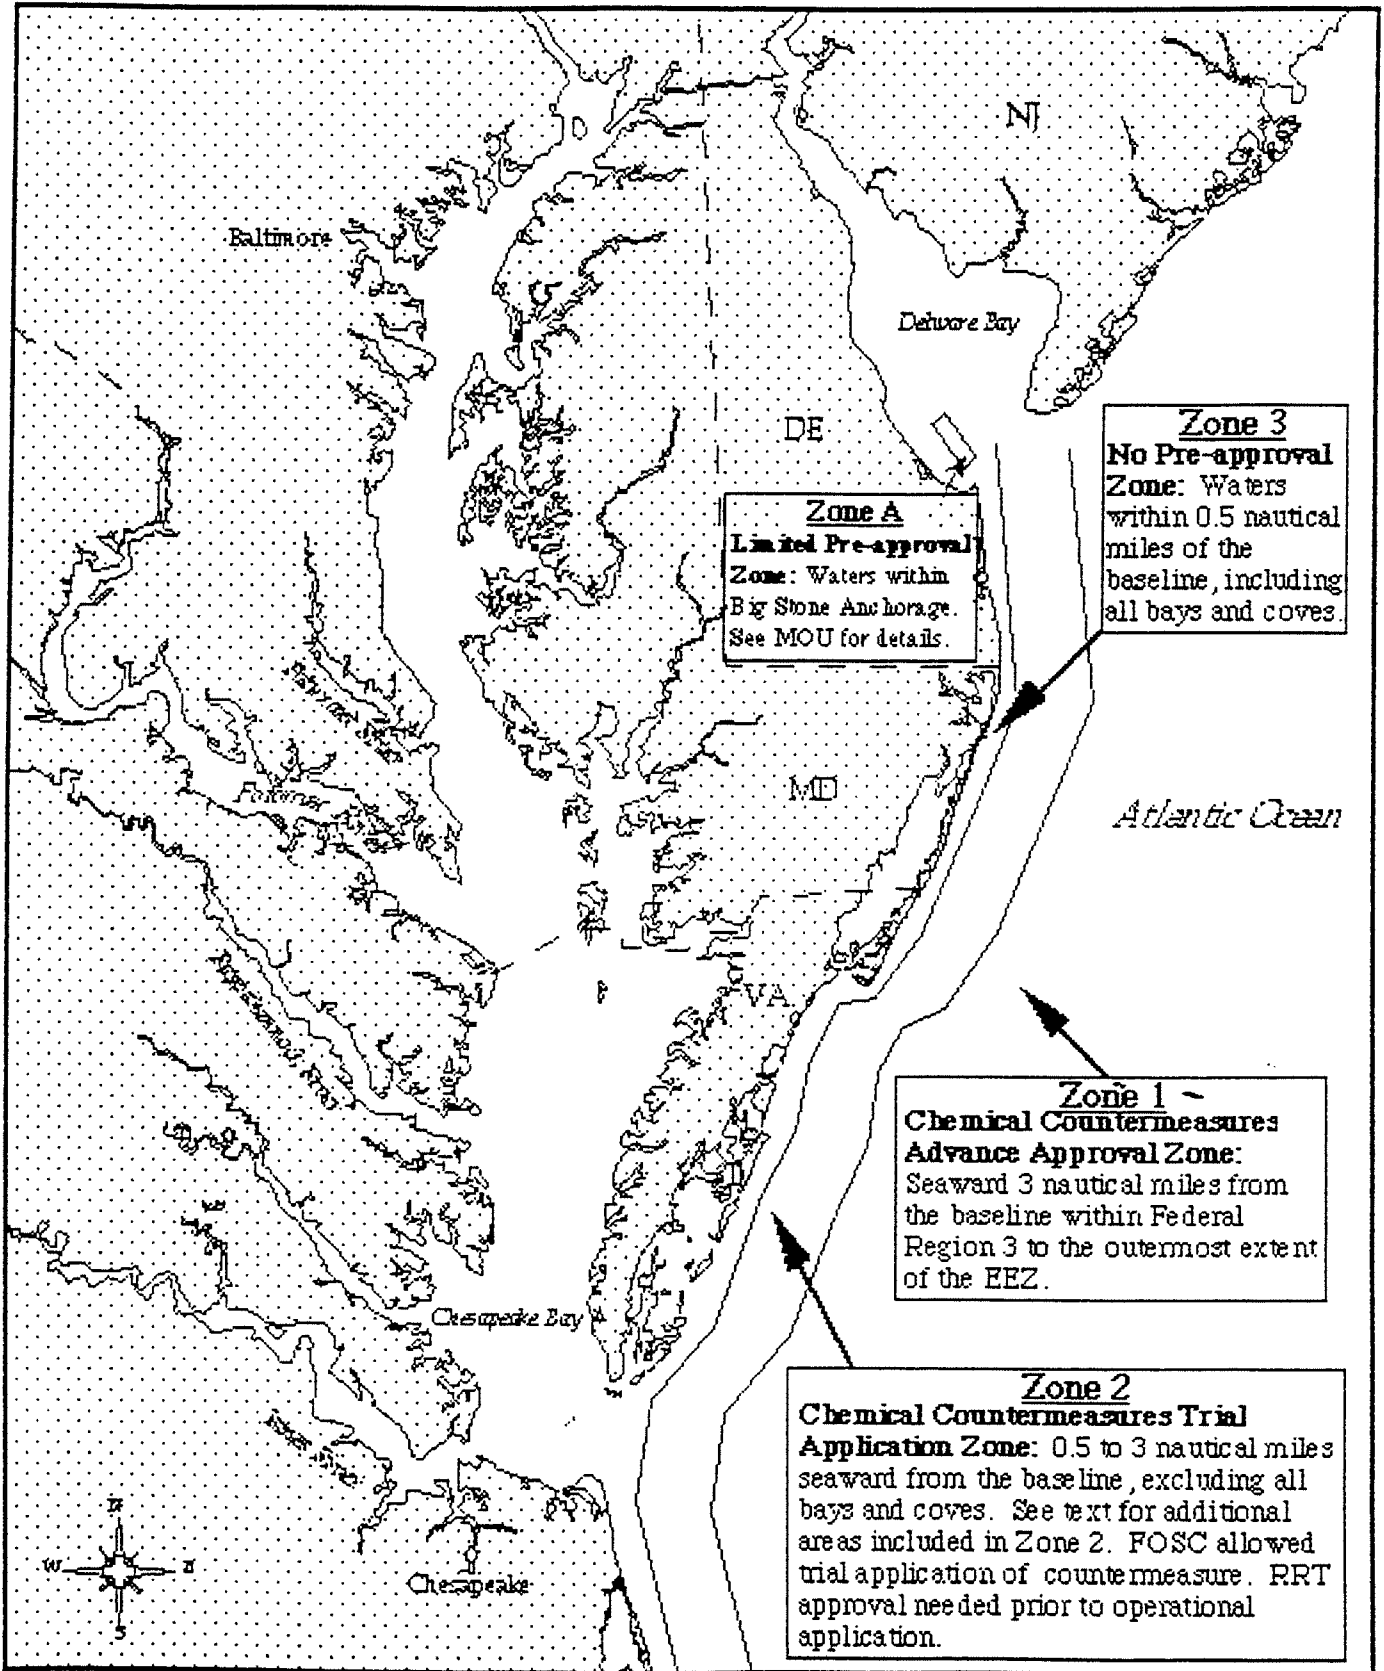 NJ
Baltimore
Delware Bay
DE
Zone 3
No Pre-approval
Zone: Waters
within 0.5 nautical
miles of the
baseline, including
all bays and coves.
Zone A
Limited Pre-approval
Zone: Waters within
Big Stone Anchorage.
See MOU for details.
MD
Atlantic Ocean
VA
Zone 1
Chemical Countermeasures
Advance Approval Zone:
Seaward 3 nautical miles from
the baseline within Federal
Region 3 to the outermost extent
of the EEZ.
Rappahannock River
Chesapeake Bay
Zone 2
Chemical Countermeasures Trial
Application Zone: 0.5 to 3 nautical miles
seaward from the baseline, excluding all
bays and coves. See text for additional
areas included in Zone 2. FOSC allowed
trial application of countermeasure. RRT
approval needed prior to operational
application.
N
W E
S
Chesapeake